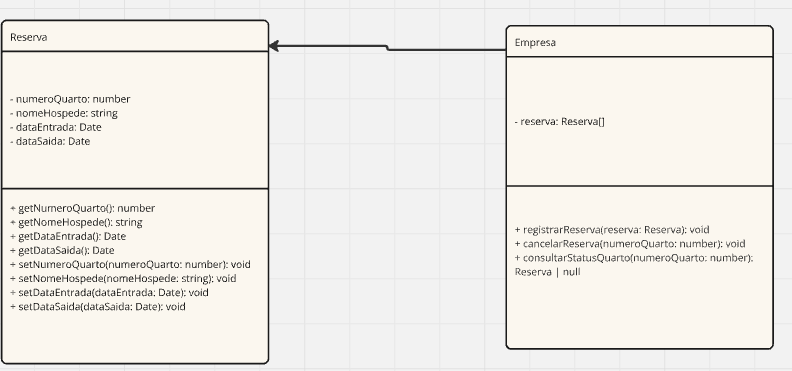 Reserva
- numeroQuarto: number
- nomeHospede: string
- dataEntrada: Date
- dataSaida: Date
+ getNumeroQuarto(): number
+ getNomeHospede(): string
+ getDataEntrada(): Date
+ getDataSaida(): Date
+ setNumeroQuarto(numeroQuarto: number): void
+ setNomeHospede(nomeHospede: string): void
+ setDataEntrada(dataEntrada: Date): void
+ setDataSaida(dataSaida: Date): void
Empresa
- reserva: Reserva[]
+ registrarReserva(reserva: Reserva): void
+ cancelarReserva(numeroQuarto: number): void
+ consultarStatusQuarto(numeroQuarto: number):
Reserva | null